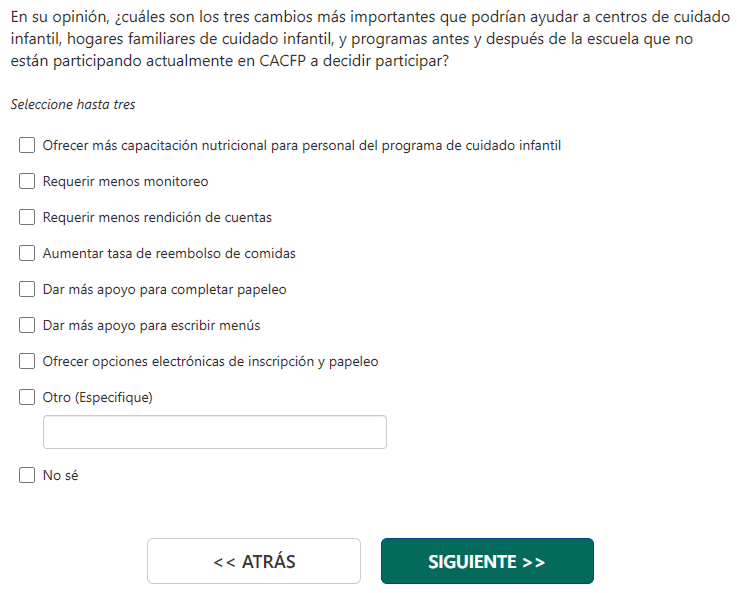 En su opinión, ¿cuáles son los tres cambios más importantes que podrían ayudar a centros de cuidado
infantil, hogares familiares de cuidado infantil, y programas antes y después de la escuela que no
están participando actualmente en CACFP a decidir participar?
Seleccione hasta tres
Ofrecer más capacitación nutricional para personal del programa de cuidado infantil
Requerir menos monitoreo
Requerir menos rendición de cuentas
Aumentar tasa de reembolso de comidas
Dar más apoyo para completar papeleo
Dar más apoyo para escribir menús
Ofrecer opciones electrónicas de inscripción y papeleo
Otro (Especifique)
No sé
<< ATRÁS
SIGUIENTE >>